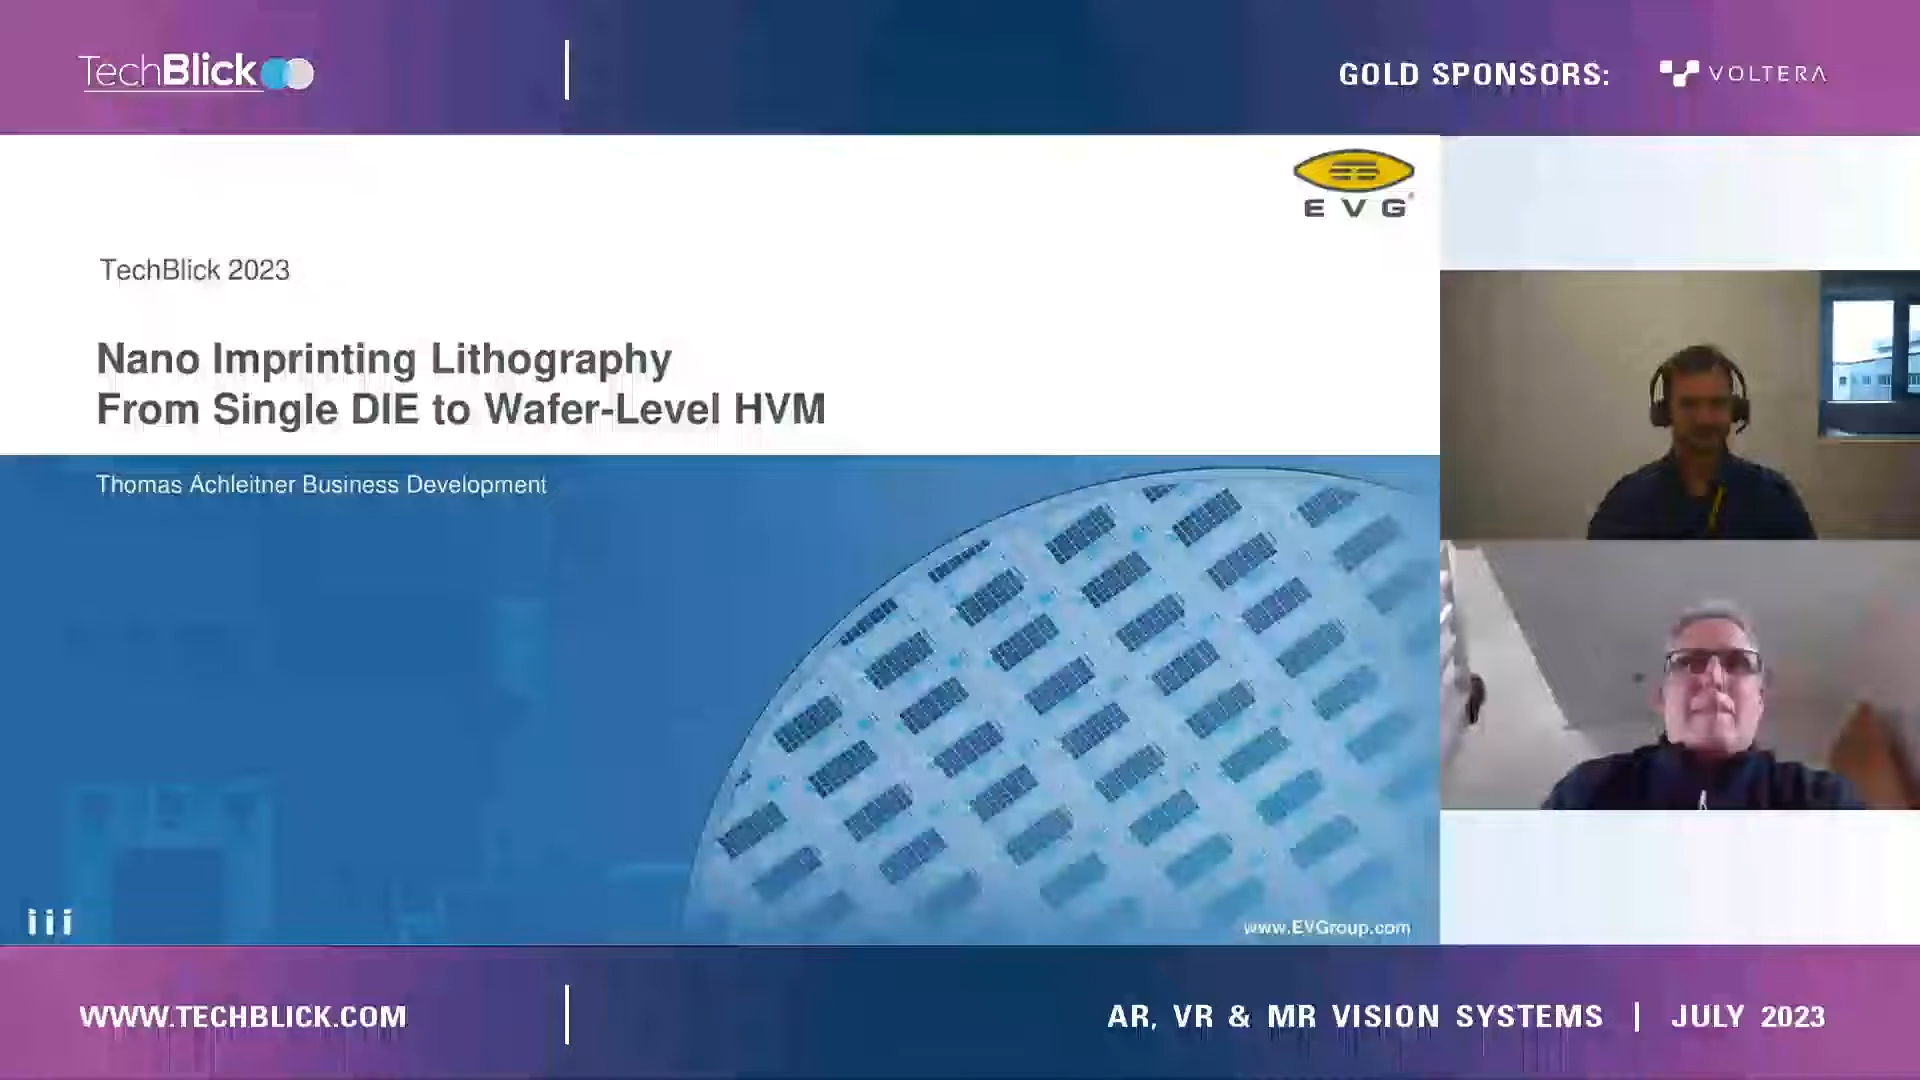 TechBlick
GOLD SPONSORS:
VOLTERA
EVG
TechBlick 2023
Nano Imprinting Lithography
From Single DIE to Wafer-Level HVM
Thomas Achleitner Business Development
iii
www.EVGroup.com
WWW.TECHBLICK.COM
AR, VR & MR VISION SYSTEMS | JULY 2023